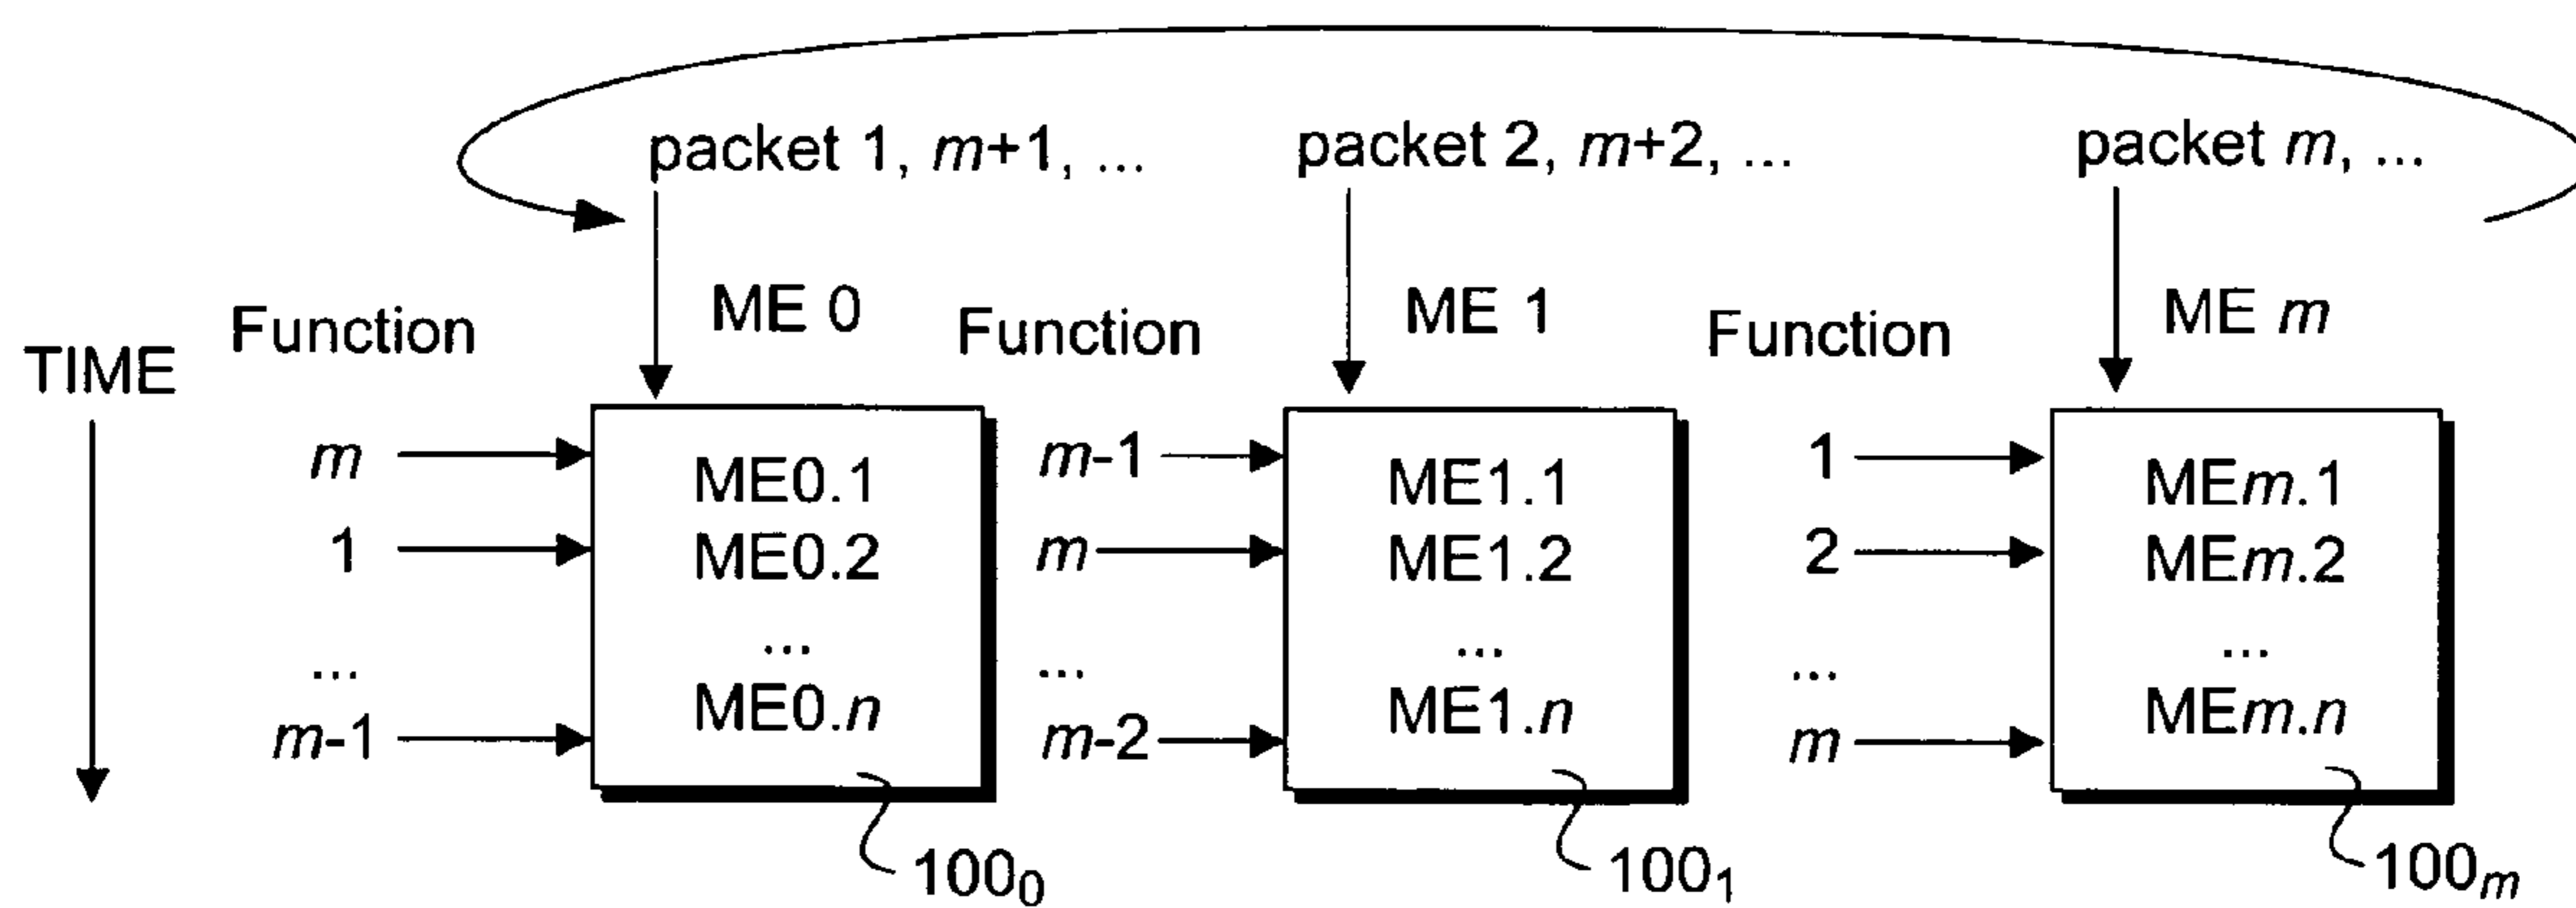 packet 1, m+1, ... packet 2, m+2, ... packet m, ...
TIME Function ME 0 Function ME 1 Function ME m
m ME0.1 m-1 ME1.1 1 MEm.1
1 ME0.2 m ME1.2 2 MEm.2
... ... ... ... ... ...
m-1 ME0.n m-2 ME1.n m MEm.n
100₀ 100₁ 100ₘ